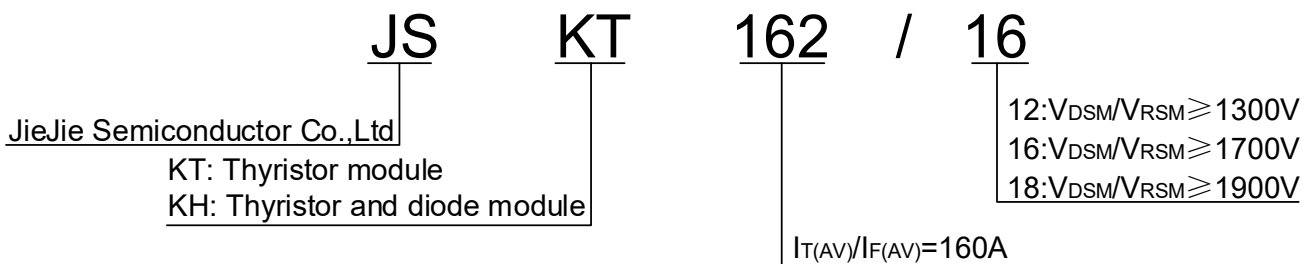 JS KT 162 / 16
JieJie Semiconductor Co.,Ltd
KT: Thyristor module
KH: Thyristor and diode module
12:VDSM/VRSM≥1300V
16:VDSM/VRSM≥1700V
18:VDSM/VRSM≥1900V
IT(AV)/IF(AV)=160A